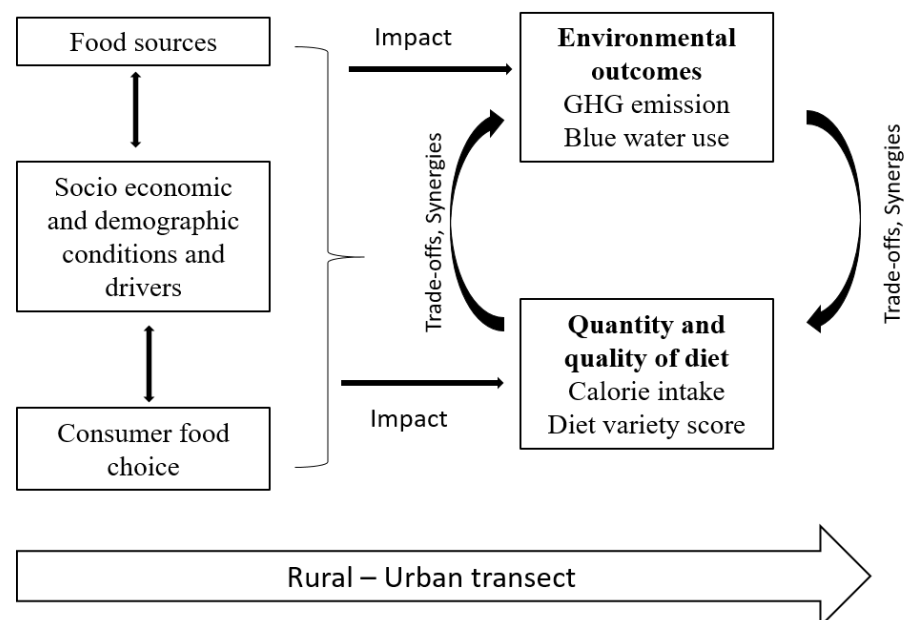 Food sources
Socio economic
and demographic
conditions and
drivers
Consumer food
choice
Impact
Impact
Environmental
outcomes
GHG emission
Blue water use
Trade-offs, Synergies
Trade-offs, Synergies
Quantity and
quality of diet
Calorie intake
Diet variety score
Rural – Urban transect